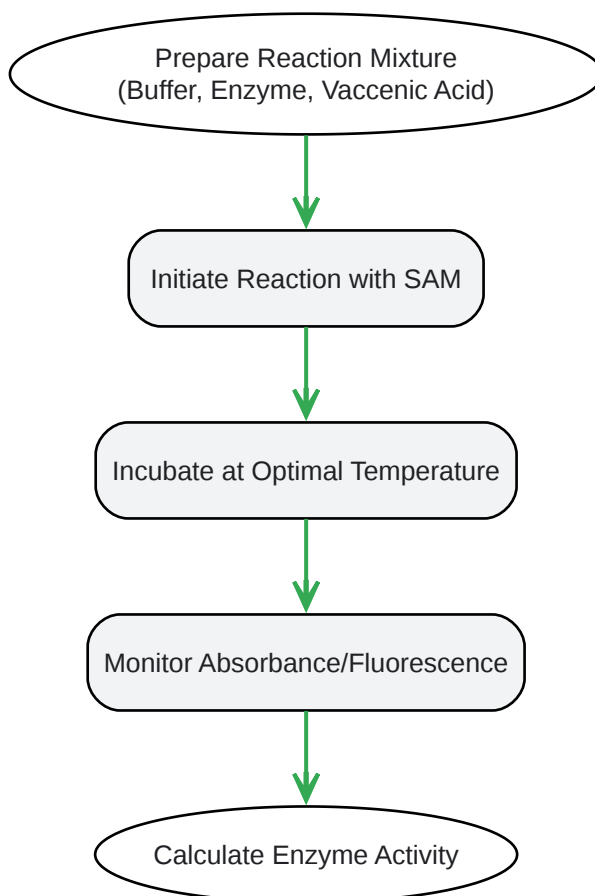 Prepare Reaction Mixture
(Buffer, Enzyme, Vaccenic Acid)
Initiate Reaction with SAM
Incubate at Optimal Temperature
Monitor Absorbance/Fluorescence
Calculate Enzyme Activity